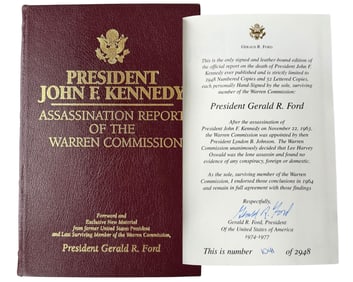 PRESIDENT
JOHN F. KENNEDY
ASSASSINATION REPORT
OF THE
WARREN COMMISSION
Foreword and
Exclusive New Material
from former United States President
and Last Surviving Member of the Warren Commission,
President Gerald R. Ford
GERALD R. FORD
This is the only signed and leather-bound edition of
the official report on the death of President John F.
Kennedy ever published and is strictly limited to
2948 Numbered Copies and 52 Lettered Copies,
each personally Hand-Signed by the sole, surviving
member of the Warren Commission:
President Gerald R. Ford
After the assassination of
President John F. Kennedy on November 22, 1963,
the Warren Commission was appointed by then
President Lyndon B. Johnson. The Warren
Commission unanimously decided that Lee Harvey
Oswald was the lone assassin and found no
evidence of any conspiracy, foreign or domestic.
As the sole, surviving member of the Warren
Commission, I endorsed those conclusions in 1964
and remain in full agreement with those findings
Respectfully,
Gerald R. Ford
Gerald R. Ford, President
Of the United States of America
1974-1977
This is number of 2948